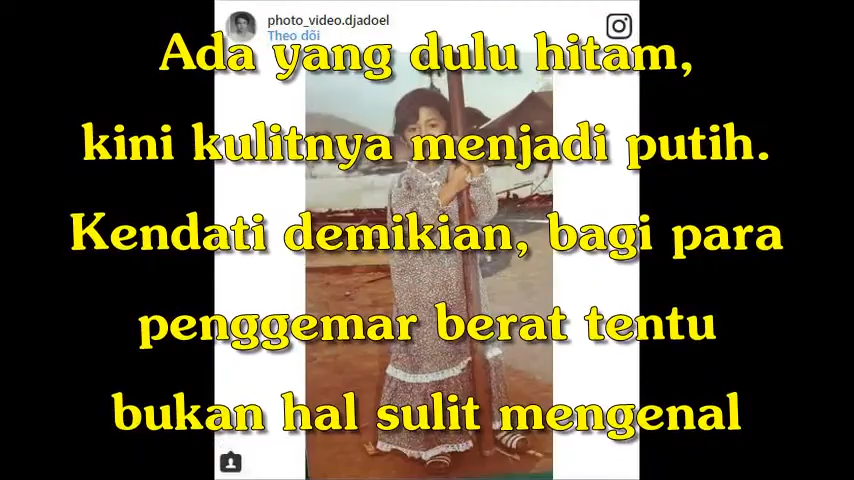 photo_video.djadoel
Theo dõi
Ada yang dulu hitam,
kini kulitnya menjadi putih.
Kendati demikian, bagi para
penggemar berat tentu
bukan hal sulit mengenal